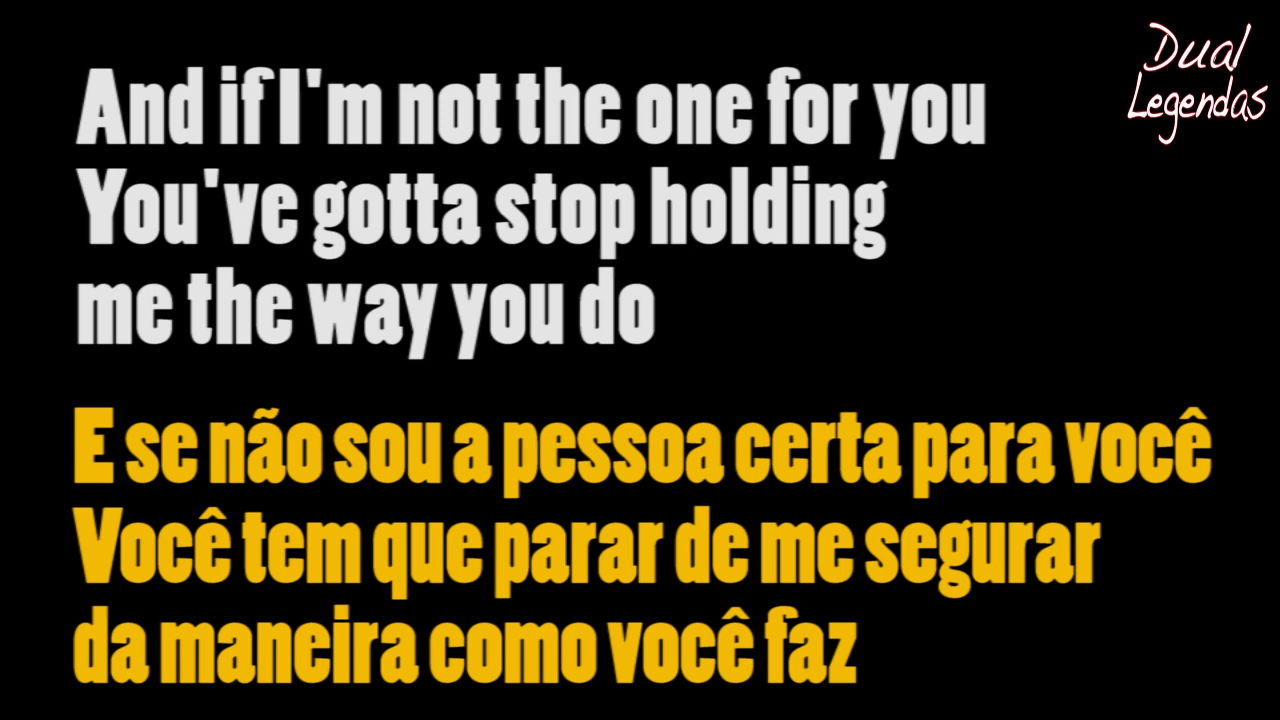 And if I'm not the one for you
You've gotta stop holding
me the way you do
E se não sou a pessoa certa para você
Você tem que parar de me segurar
da maneira como você faz
Dual
Legendas